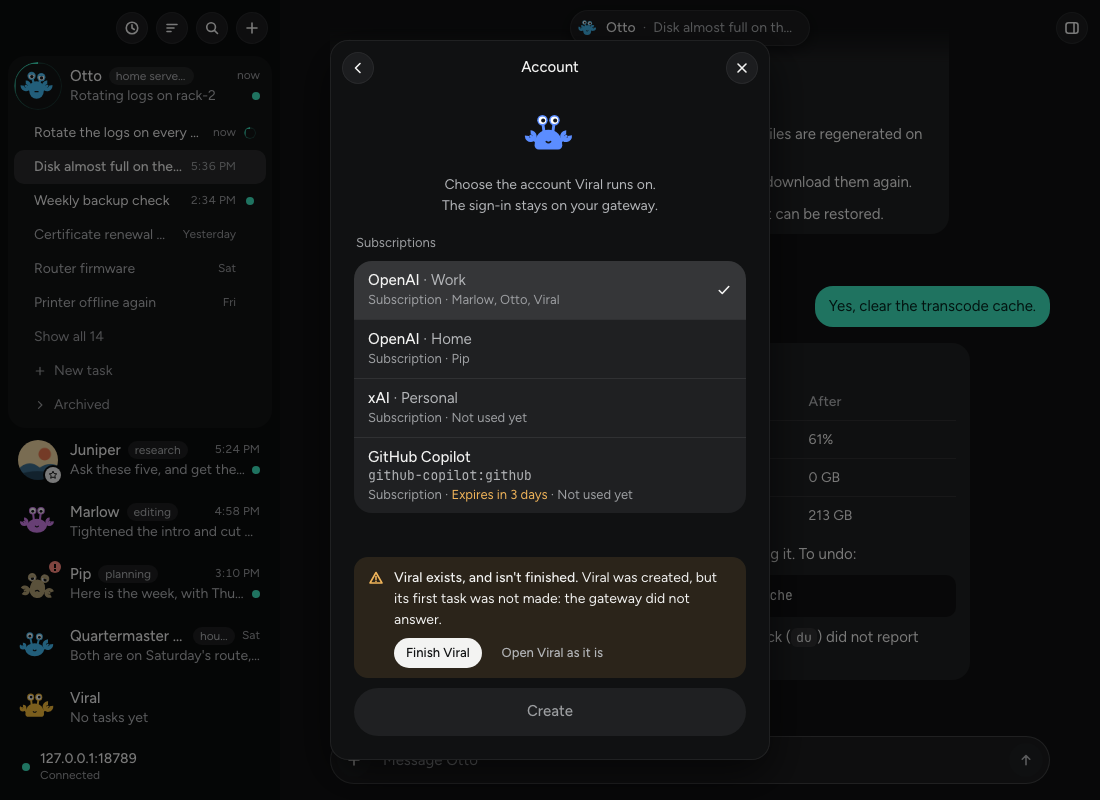 Otto · Disk almost full on th...
Otto home serve... now
Rotating logs on rack-2
Rotate the logs on every ... now
Disk almost full on the... 5:36 PM
Weekly backup check 2:34 PM
Certificate renewal ... Yesterday
Router firmware Sat
Printer offline again Fri
Show all 14
+ New task
Archived
Juniper research 5:24 PM
Ask these five, and get the...
Marlow editing 4:58 PM
Tightened the intro and cut ...
Pip planning 3:10 PM
Here is the week, with Thu...
Quartermaster ... hou... Sat
Both are on Saturday's route,...
Viral
No tasks yet
127.0.0.1:18789
Connected
Account
Choose the account Viral runs on.
The sign-in stays on your gateway.
Subscriptions
OpenAI · Work
Subscription · Marlow, Otto, Viral
OpenAI · Home
Subscription · Pip
xAI · Personal
Subscription · Not used yet
GitHub Copilot
github-copilot:github
Subscription · Expires in 3 days · Not used yet
Viral exists, and isn't finished. Viral was created, but
its first task was not made: the gateway did not
answer.
Finish Viral Open Viral as it is
Create
are regenerated on
download them again.
can be restored.
Yes, clear the transcode cache.
After
61%
0 GB
213 GB
it. To undo:
( du ) did not report
Message Otto